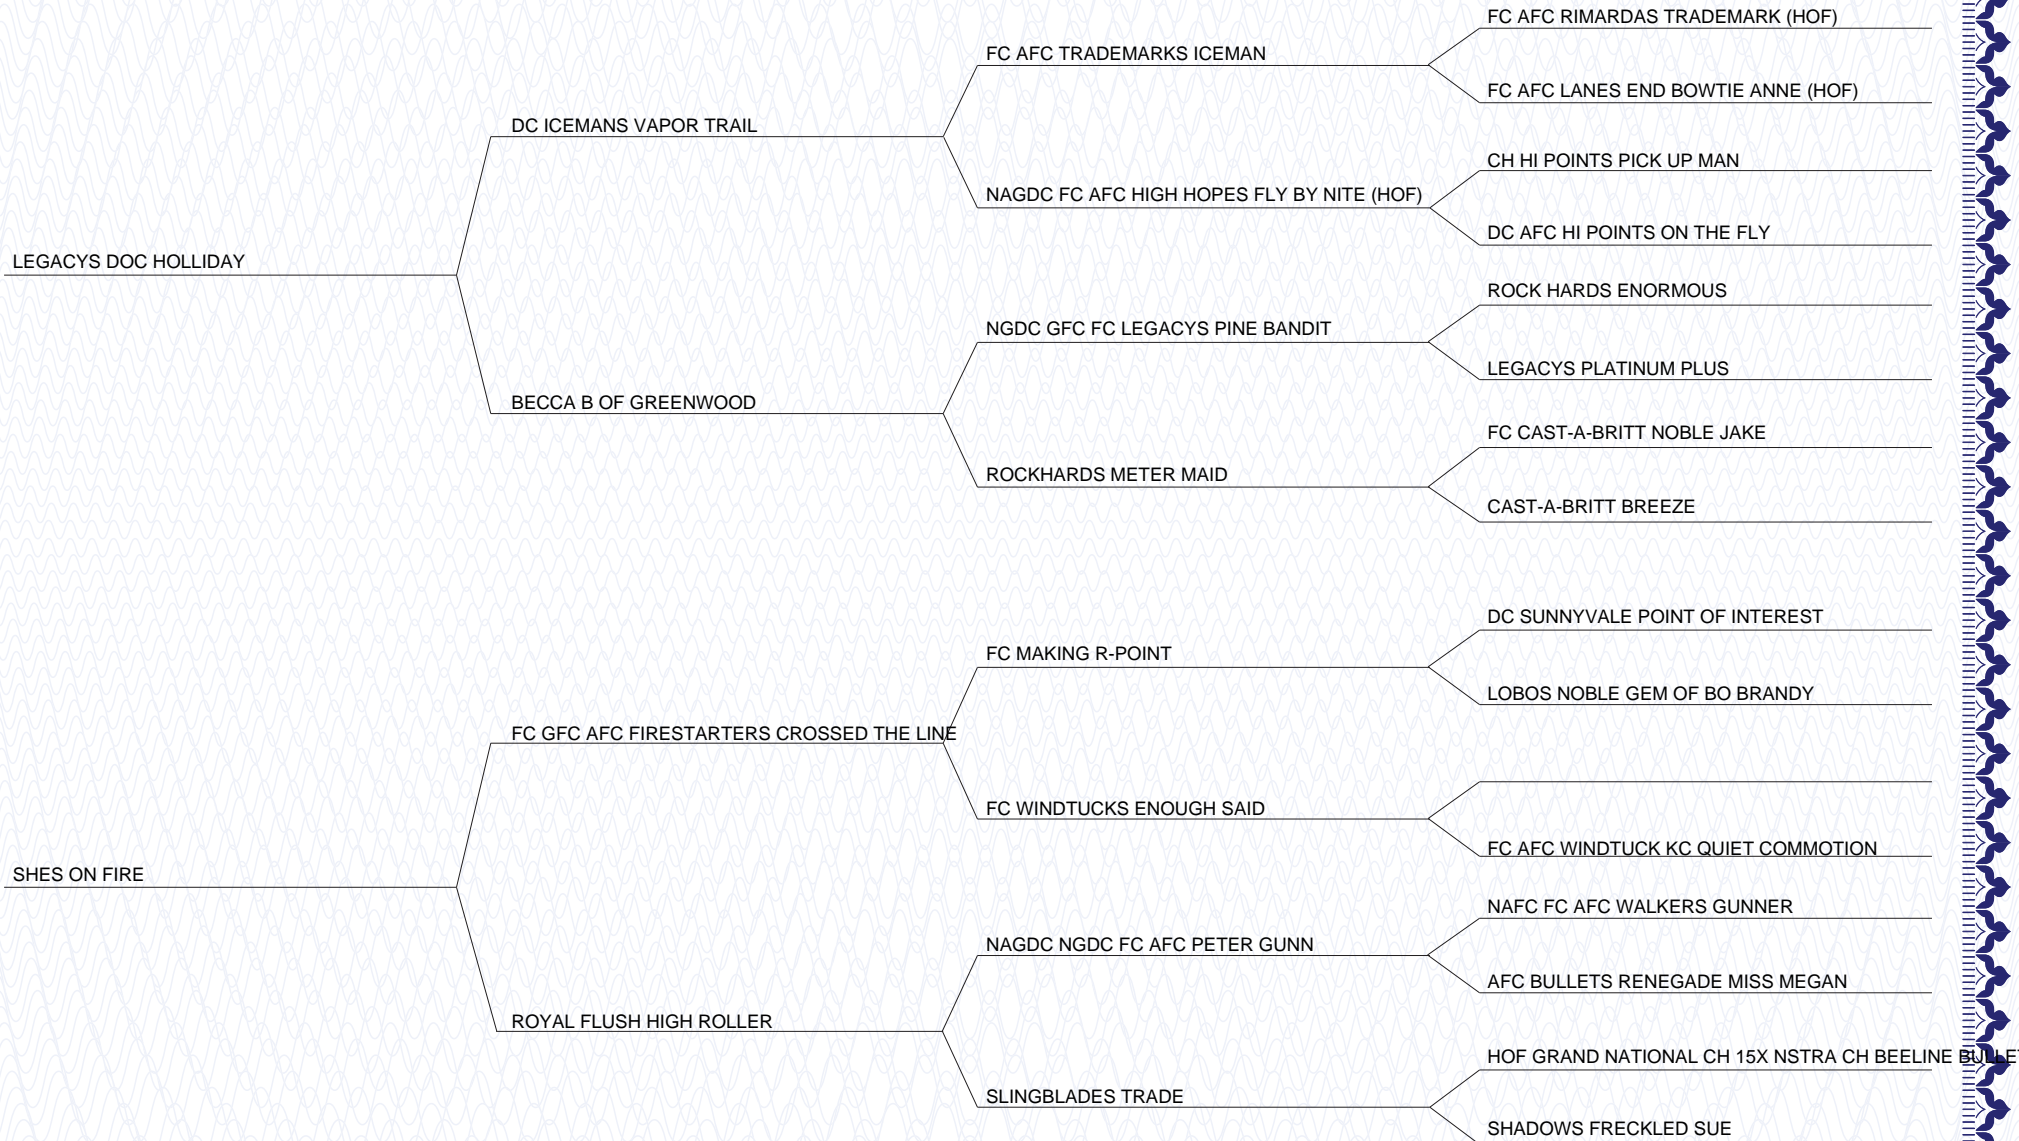 FC AFC RIMARDAS TRADEMARK (HOF)
FC AFC TRADEMARKS ICEMAN
FC AFC LANES END BOWTIE ANNE (HOF)
DC ICEMANS VAPOR TRAIL
CH HI POINTS PICK UP MAN
NAGDC FC AFC HIGH HOPES FLY BY NITE (HOF)
DC AFC HI POINTS ON THE FLY
LEGACYS DOC HOLLIDAY
ROCK HARDS ENORMOUS
NGDC GFC FC LEGACYS PINE BANDIT
LEGACYS PLATINUM PLUS
BECCA B OF GREENWOOD
FC CAST-A-BRITT NOBLE JAKE
ROCKHARDS METER MAID
CAST-A-BRITT BREEZE
DC SUNNYVALE POINT OF INTEREST
FC MAKING R-POINT
LOBOS NOBLE GEM OF BO BRANDY
FC GFC AFC FIRESTARTERS CROSSED THE LINE
FC WINDTUCKS ENOUGH SAID
FC AFC WINDTUCK KC QUIET COMMOTION
SHES ON FIRE
NAFC FC AFC WALKERS GUNNER
NAGDC NGDC FC AFC PETER GUNN
AFC BULLETS RENEGADE MISS MEGAN
ROYAL FLUSH HIGH ROLLER
HOF GRAND NATIONAL CH 15X NSTRA CH BEELINE
SLINGBLADES TRADE
SHADOWS FRECKLED SUE